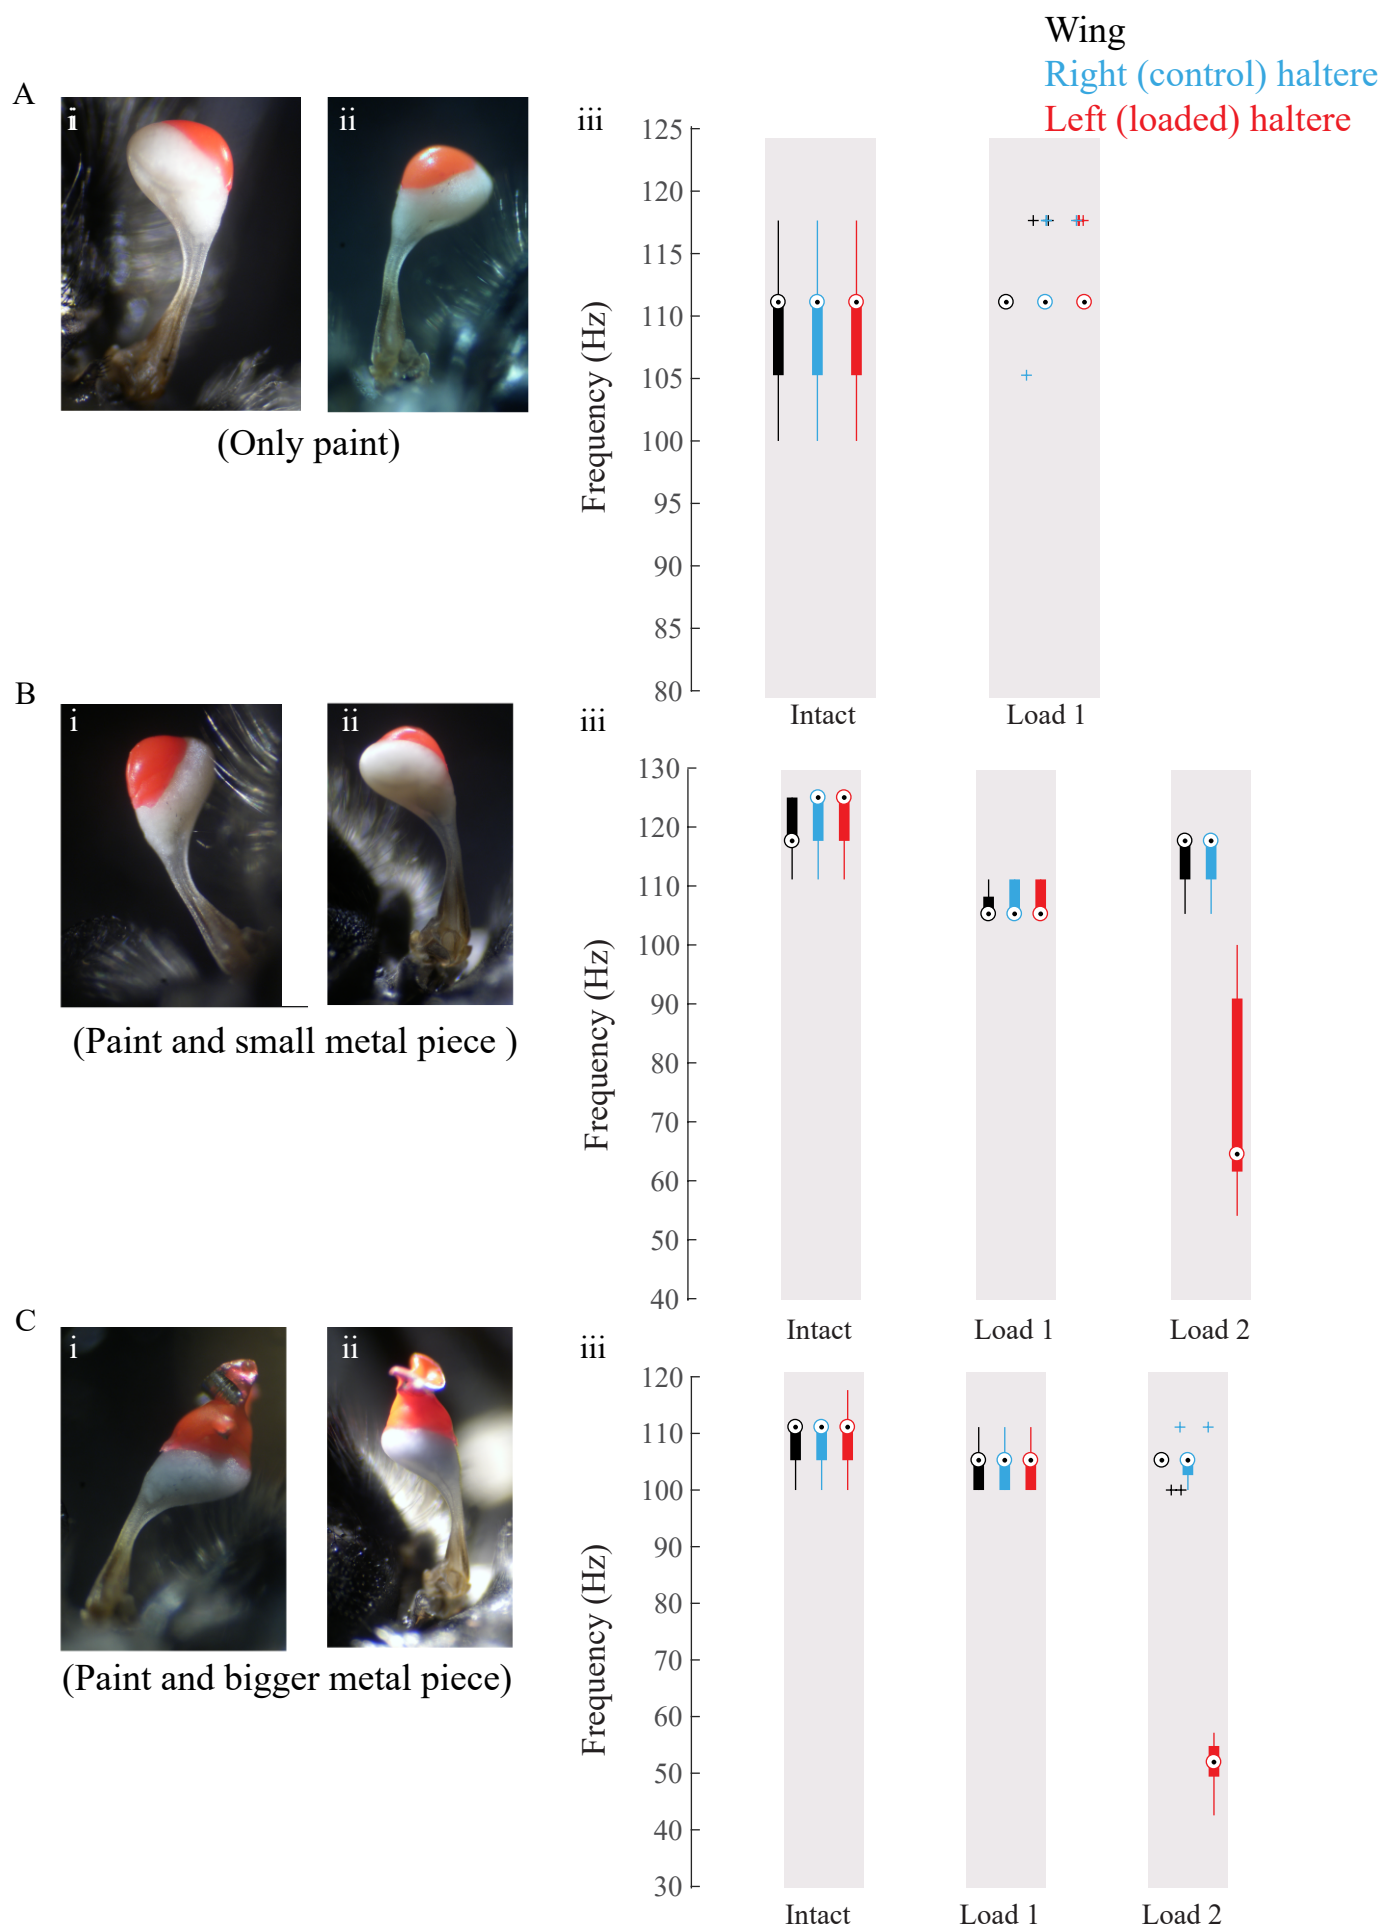 Wing
Right (control) haltere
Left (loaded) haltere
A
i
ii
iii
(Only paint)
Frequency (Hz)
125
120
115
110
105
100
95
90
85
80
Intact
Load 1
B
i
ii
iii
(Paint and small metal piece )
Frequency (Hz)
130
120
110
100
90
80
70
60
50
40
Intact
Load 1
Load 2
C
i
ii
iii
(Paint and bigger metal piece)
Frequency (Hz)
120
110
100
90
80
70
60
50
40
30
Intact
Load 1
Load 2